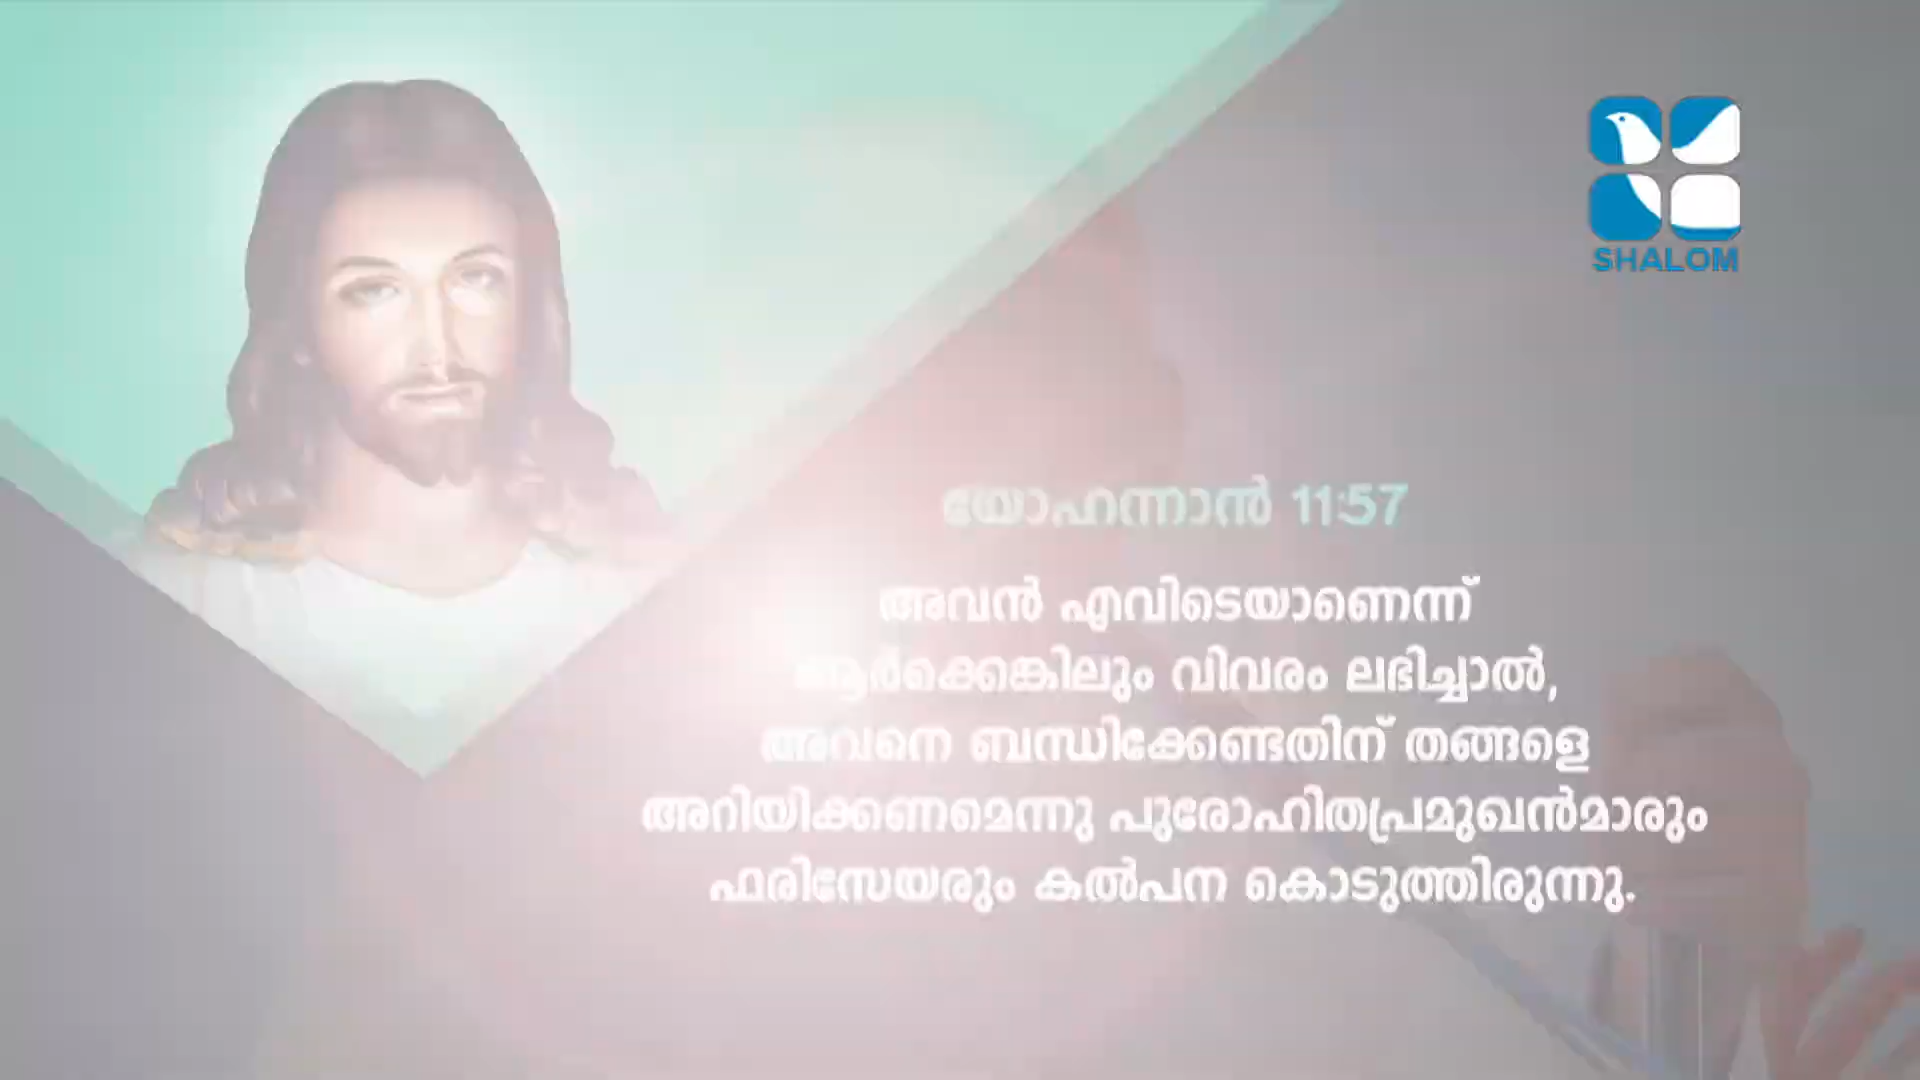 SHALOM
യോഹന്നാൻ 11:57
അവൻ എവിടെയാണെന്ന്
ആർക്കെങ്കിലും വിവരം ലഭിച്ചാൽ,
അവനെ ബന്ധിക്കേണ്ടതിന് തങ്ങളെ
അറിയിക്കണമെന്നു പുരോഹിതപ്രമുഖൻമാരും
ഫരിസേയരും കൽപന കൊടുത്തിരുന്നു.